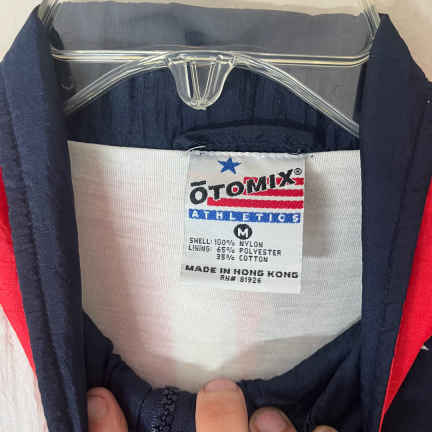 ŌTOMIX®
ATHLETICS
M
SHELL: 100% NYLON
LINING: 65% POLYESTER
35% COTTON
MADE IN HONG KONG
RN# 81926